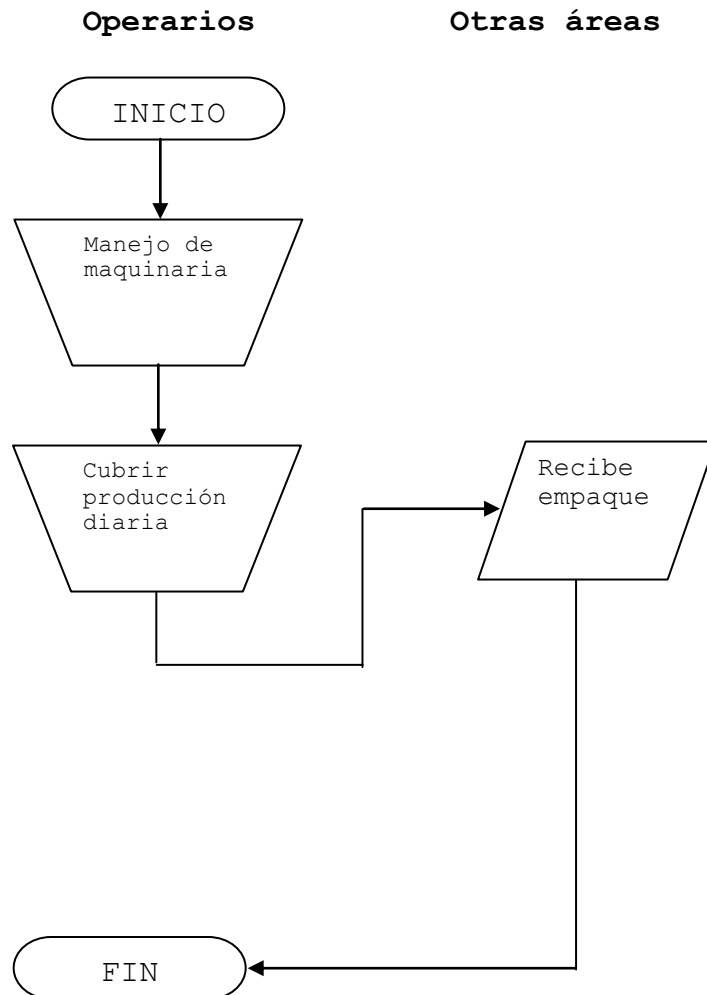 Operarios
Otras áreas
INICIO
Manejo de
maquinaria
Cubrir
producción
diaria
Recibe
empaque
FIN